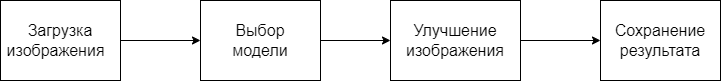 Загрузка
изображения
Выбор
модели
Улучшение
изображения
Сохранение
результата